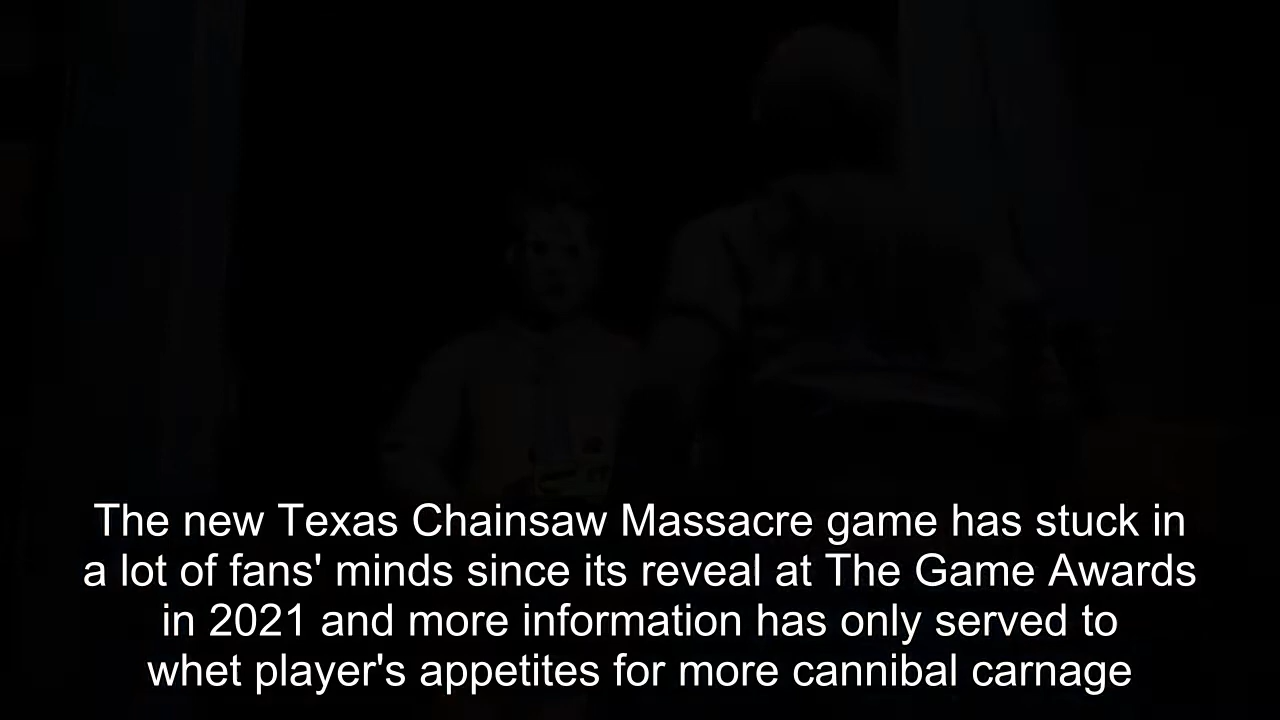 The new Texas Chainsaw Massacre game has stuck in
a lot of fans' minds since its reveal at The Game Awards
in 2021 and more information has only served to
whet player's appetites for more cannibal carnage